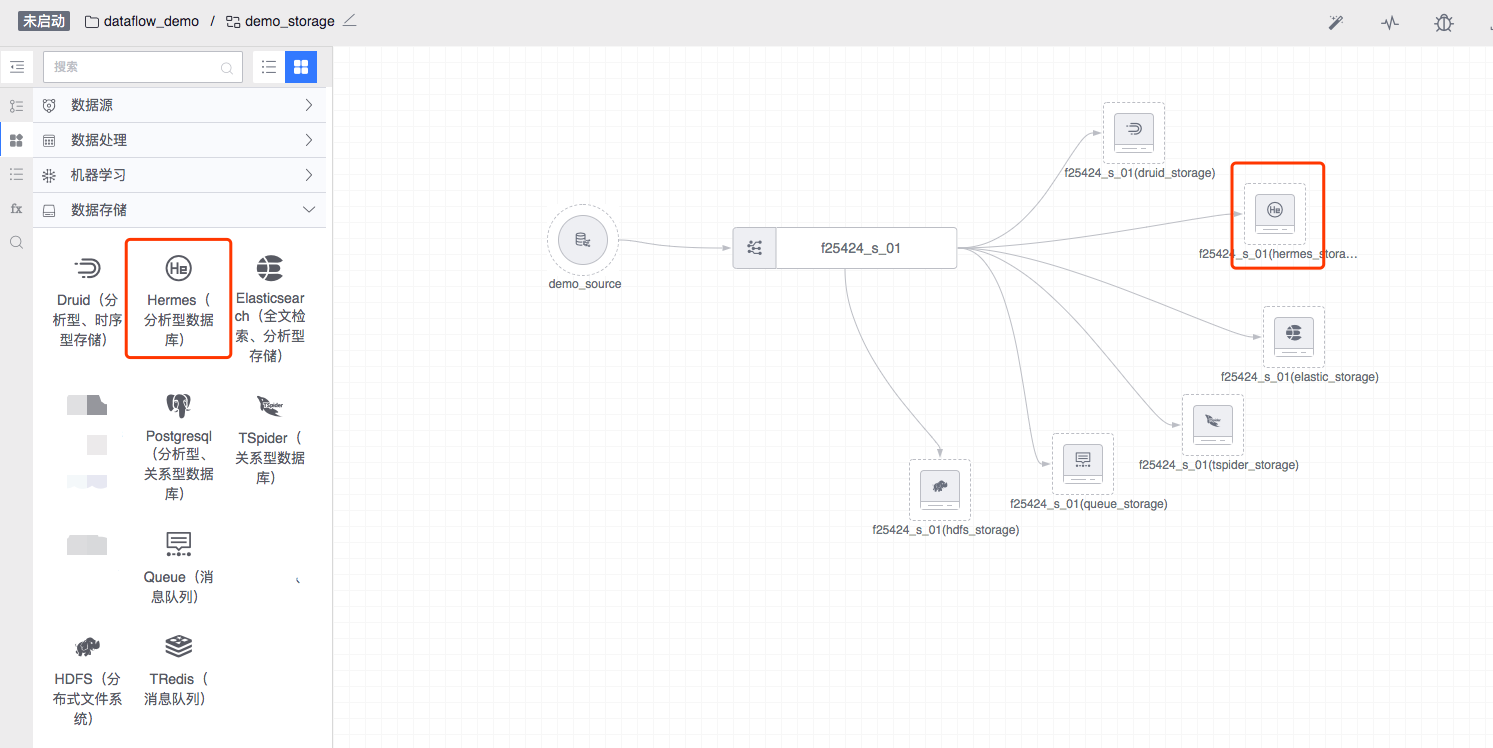 未启动 dataflow_demo / demo_storage
搜索
数据源
数据处理
机器学习
数据存储
fx
Druid（分
析型、时序
型存储）
Hermes（
分析型数据
库）
Elasticsear
ch（全文检
索、分析型
存储）
Postgresql
（分析型、
关系型数据
库）
TSpider
TSpider（
关系型数据
库）
Queue（消
息队列）
HDFS（分
布式文件系
统）
TRedis（
消息队列）
demo_source
f25424_s_01
f25424_s_01(druid_storage)
He
He
f25424_s_01(hermes_stora…
f25424_s_01(elastic_storage)
f25424_s_01(tspider_storage)
f25424_s_01(queue_storage)
f25424_s_01(hdfs_storage)